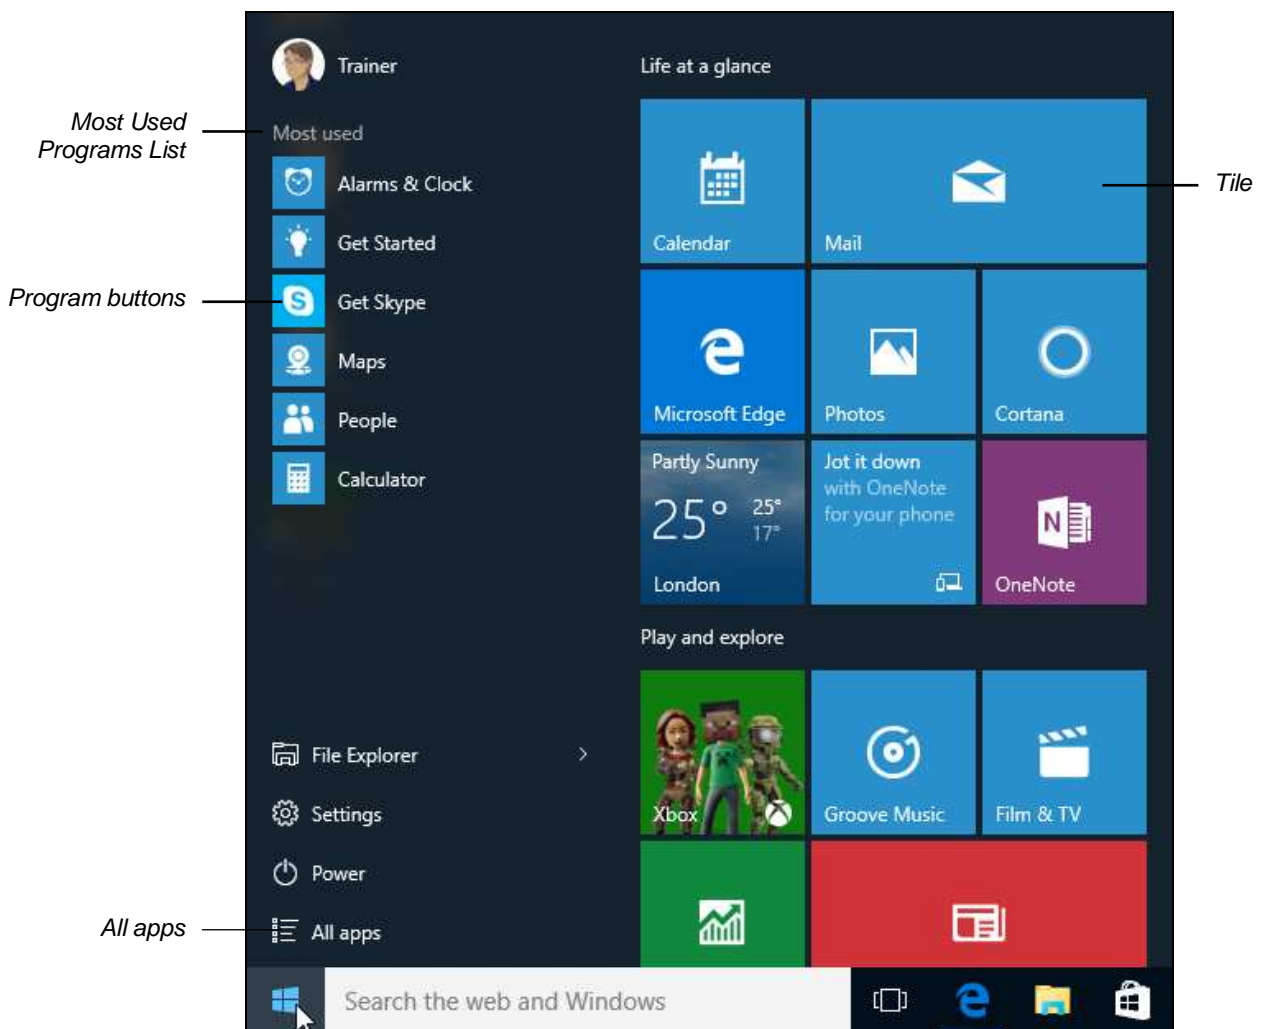 Trainer
Life at a glance
Most Used
Programs List
Most used
Alarms & Clock
Get Started
Program buttons
Get Skype
Maps
People
Calculator
Calendar
Mail
Tile
Microsoft Edge
Photos
Cortana
Partly Sunny
25°
25°
17°
London
Jot it down
with OneNote
for your phone
N
OneNote
Play and explore
File Explorer
Settings
Power
All apps
All apps
Xbox
Groove Music
Film & TV
Search the web and Windows